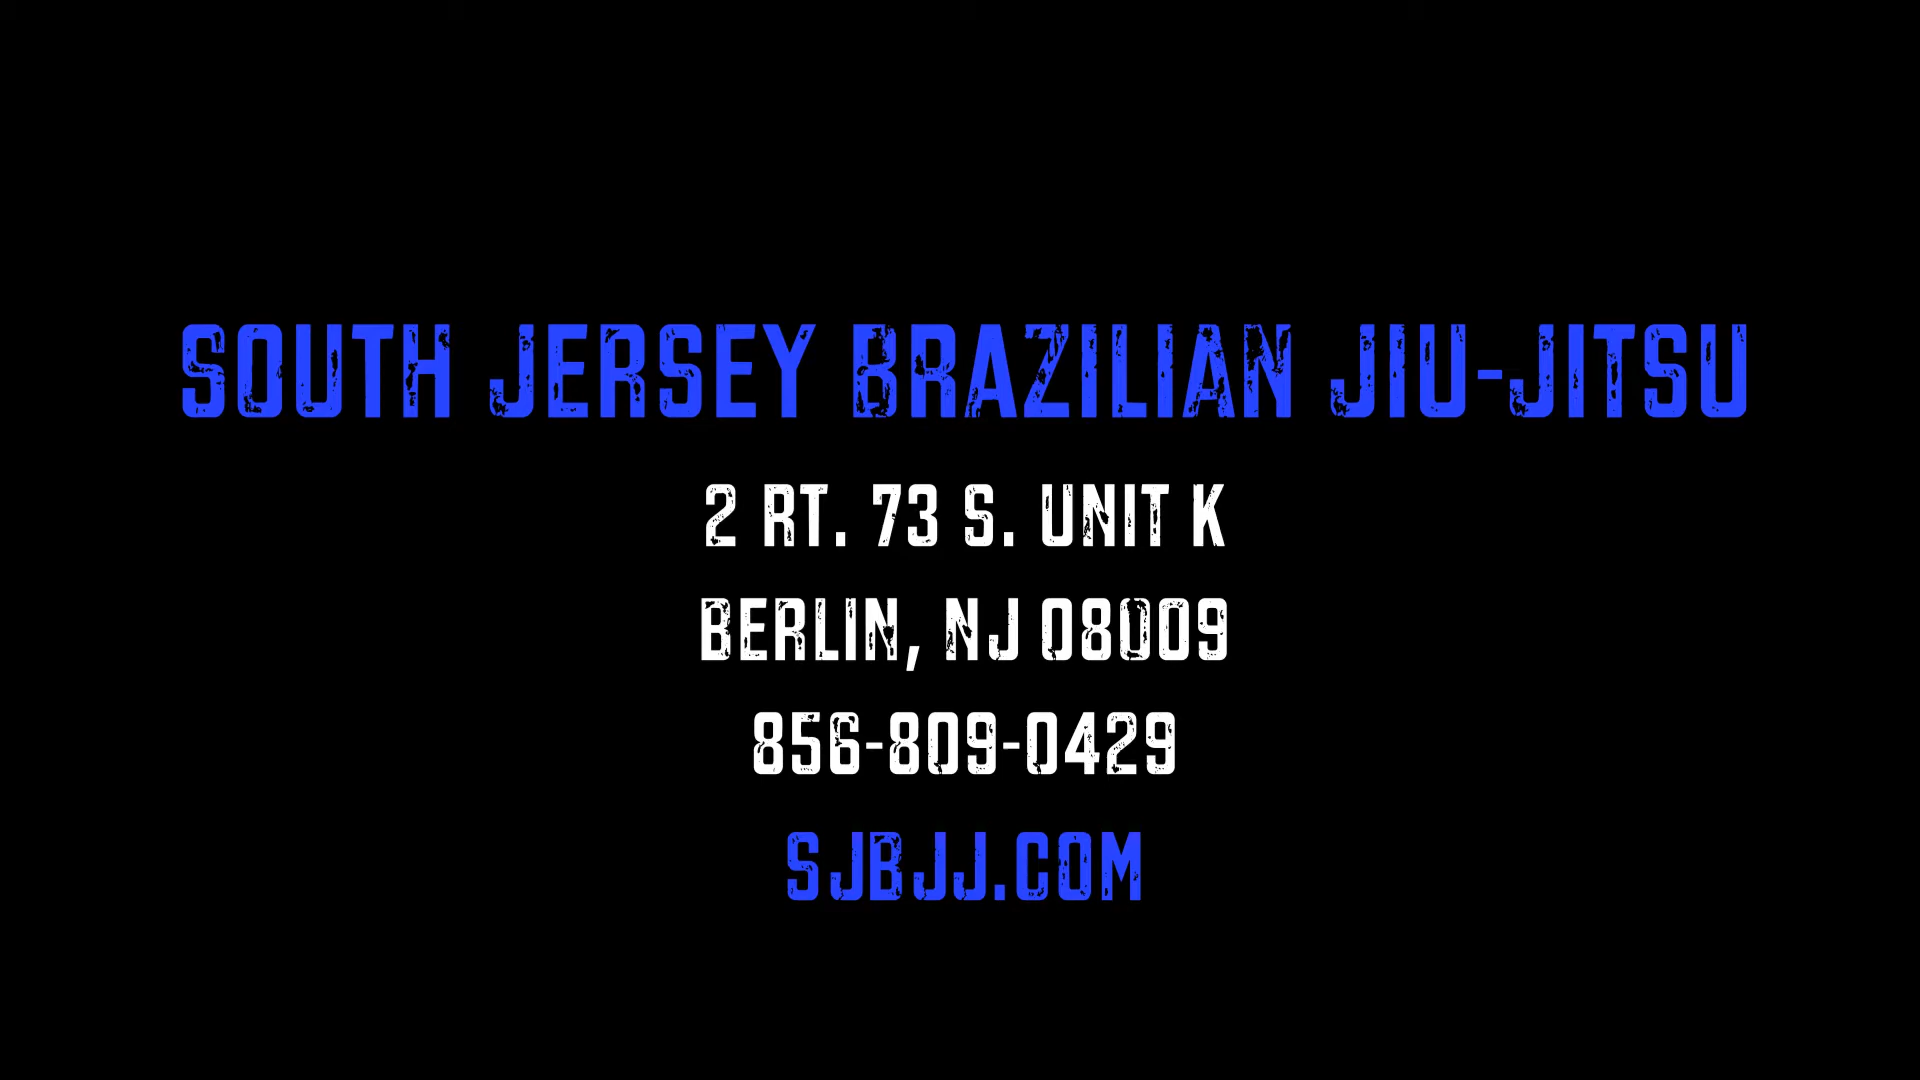 SOUTH JERSEY BRAZILIAN JIU-JITSU
2 RT. 73 S. UNIT K
BERLIN, NJ 08009
856-809-0429
SJBJJ.COM